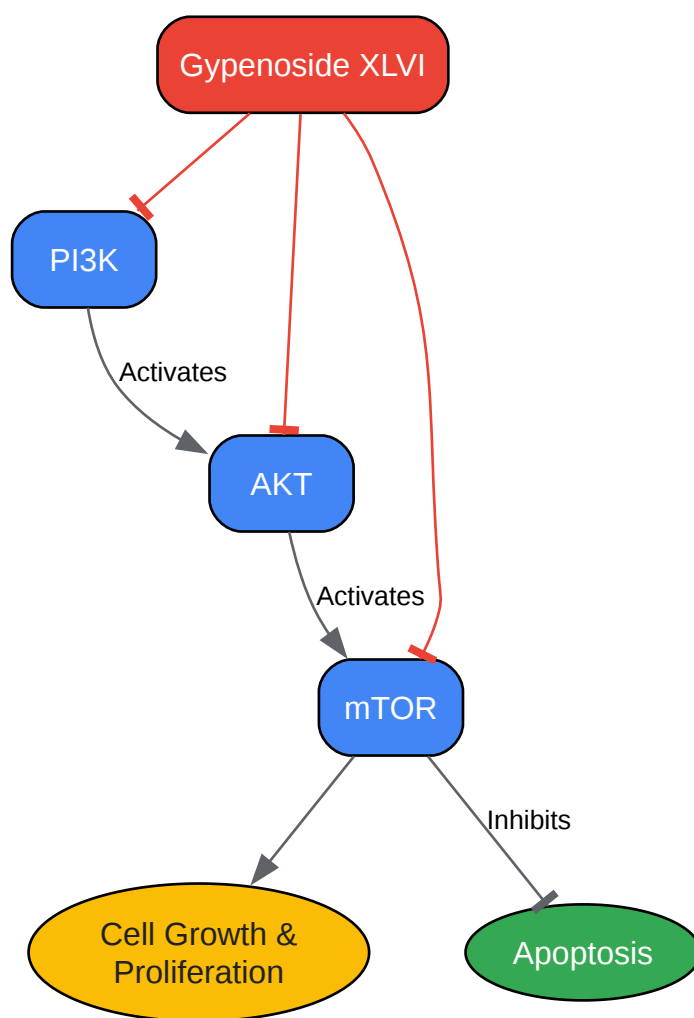 Gypenoside XLVI
PI3K
Activates
AKT
Activates
mTOR
Inhibits
Cell Growth &
Proliferation
Apoptosis